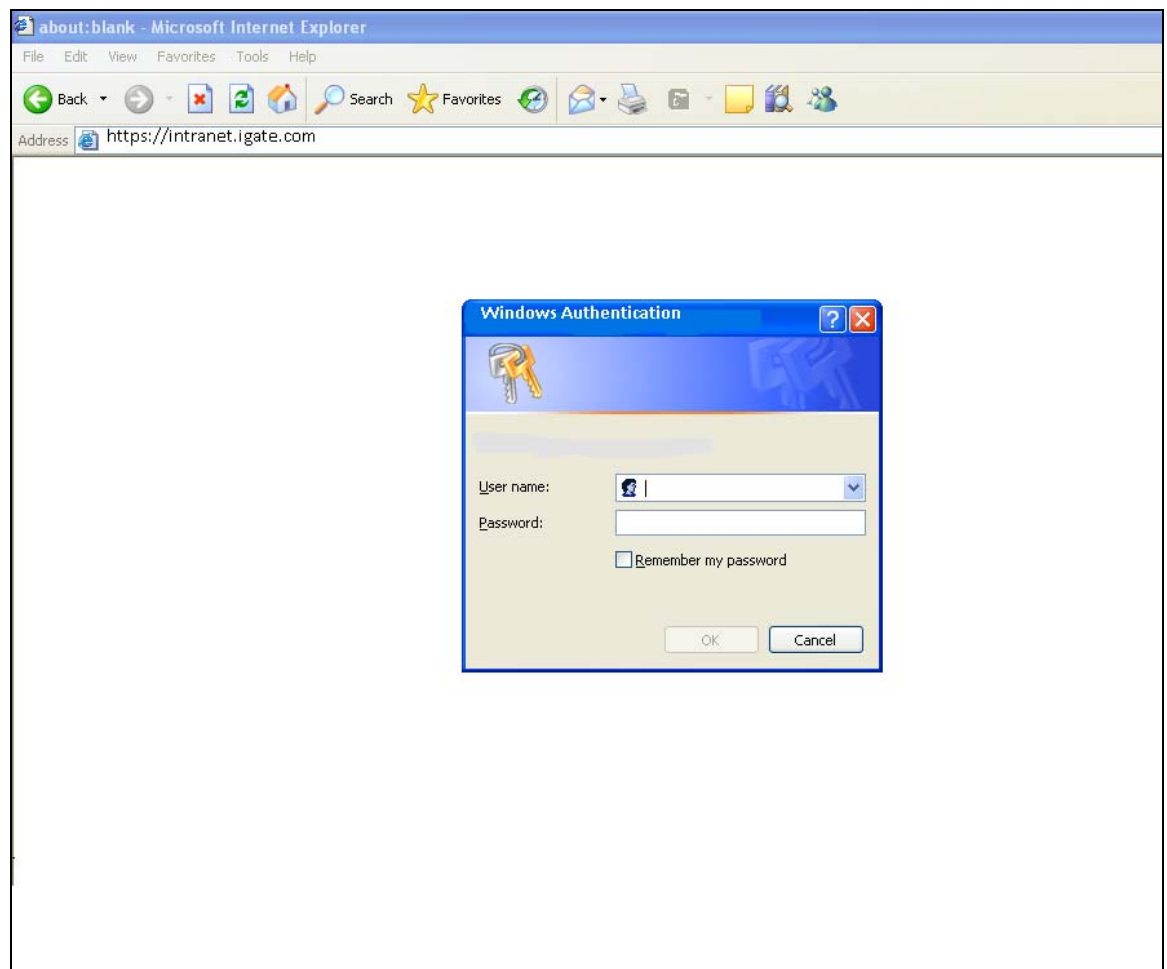 about:blank - Microsoft Internet Explorer
File Edit View Favorites Tools Help
Back Search Favorites
Address https://intranet.igate.com
Windows Authentication
User name:
Password:
Remember my password
OK Cancel